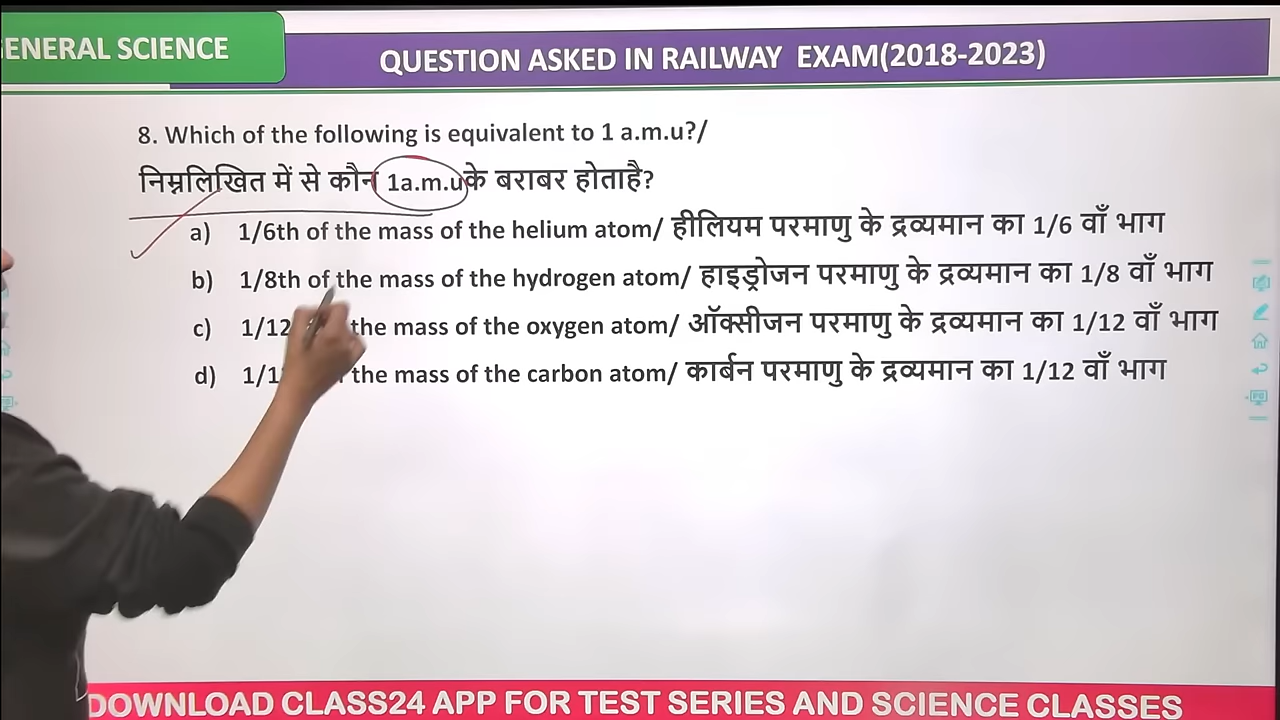 ENERAL SCIENCE
QUESTION ASKED IN RAILWAY EXAM(2018-2023)
8. Which of the following is equivalent to 1 a.m.u?/
निम्नलिखित में से कौन 1a.m.uके बराबर होताहै?
a) 1/6th of the mass of the helium atom/ हीलियम परमाणु के द्रव्यमान का 1/6 वाँ भाग
b) 1/8th of the mass of the hydrogen atom/ हाइड्रोजन परमाणु के द्रव्यमान का 1/8 वाँ भाग
c) 1/12 the mass of the oxygen atom/ ऑक्सीजन परमाणु के द्रव्यमान का 1/12 वाँ भाग
d) the mass of the carbon atom/ कार्बन परमाणु के द्रव्यमान का 1/12 वाँ भाग
DOWNLOAD CLASS24 APP FOR TEST SERIES AND SCIENCE CLASSES